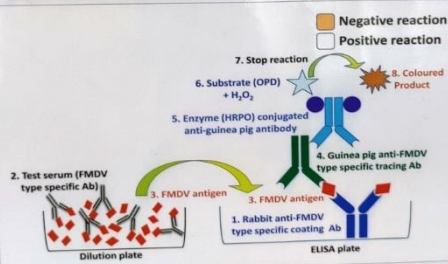 Negative reaction
Positive reaction
7. Stop reaction
6. Substrate (OPD)
+ H₂O₂
8. Coloured
Product
5. Enzyme (HRPO) conjugated
anti-guinea pig antibody
2. Test serum (FMDV
type specific Ab)
3. FMDV antigen
4. Guinea pig anti-FMDV
type specific tracing Ab
3. FMDV antigen
1. Rabbit anti-FMDV
type specific coating Ab
Dilution plate
ELISA plate